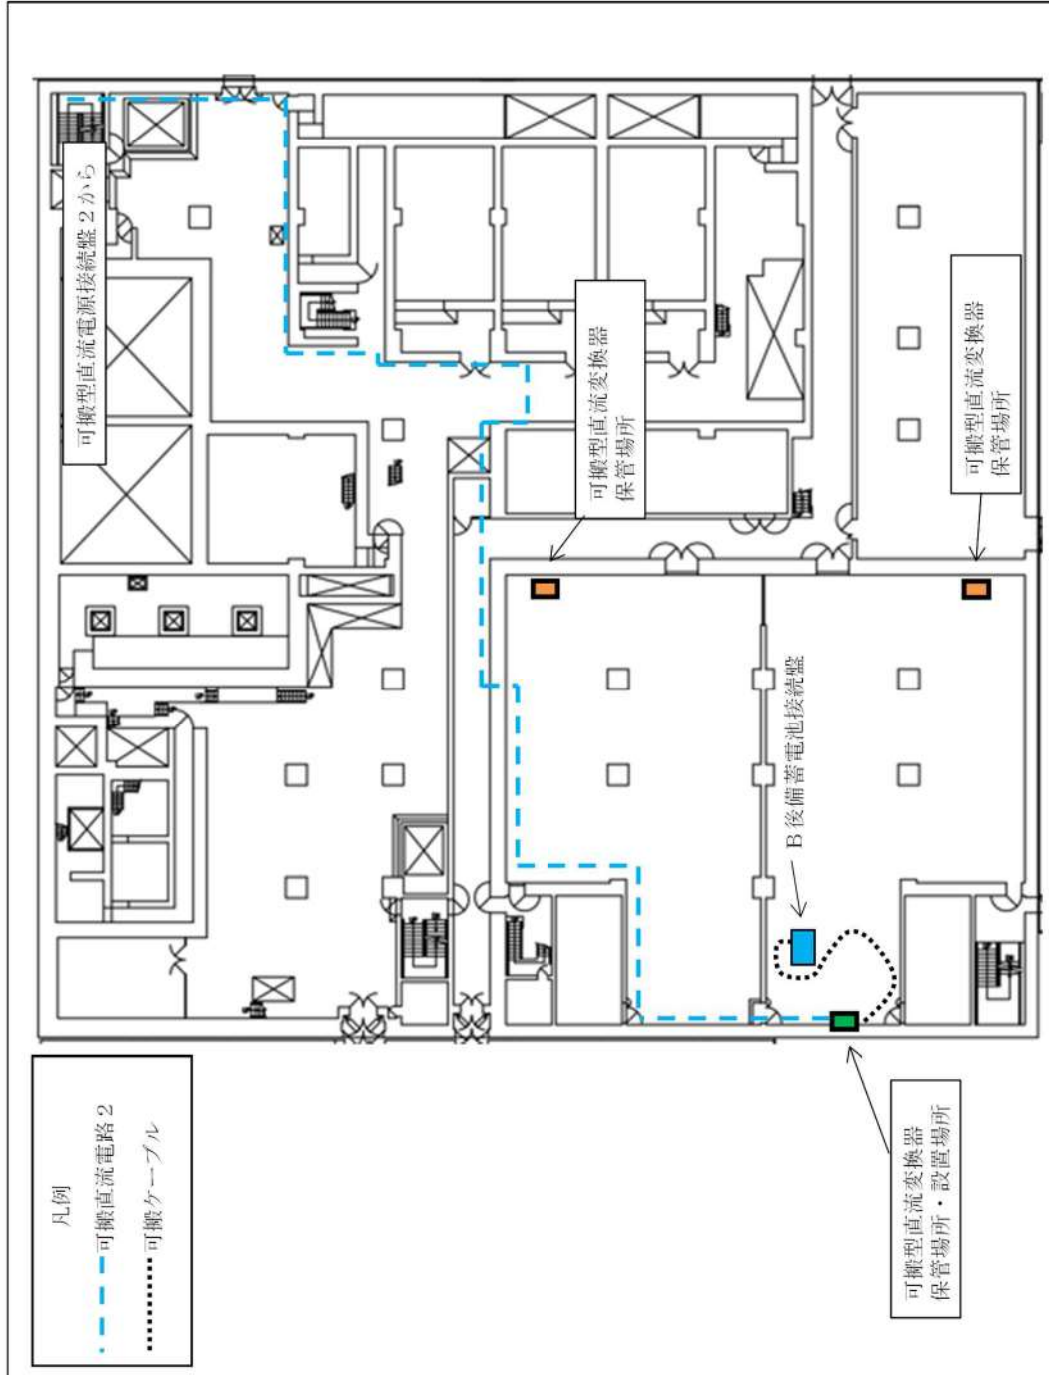 可搬型直流電源接続盤２から
可搬型直流変換器
保管場所
可搬型直流変換器
保管場所
Ｂ後備蓄電池接続盤
可搬型直流変換器
保管場所・設置場所
凡例
可搬直流電路２
可搬ケーブル